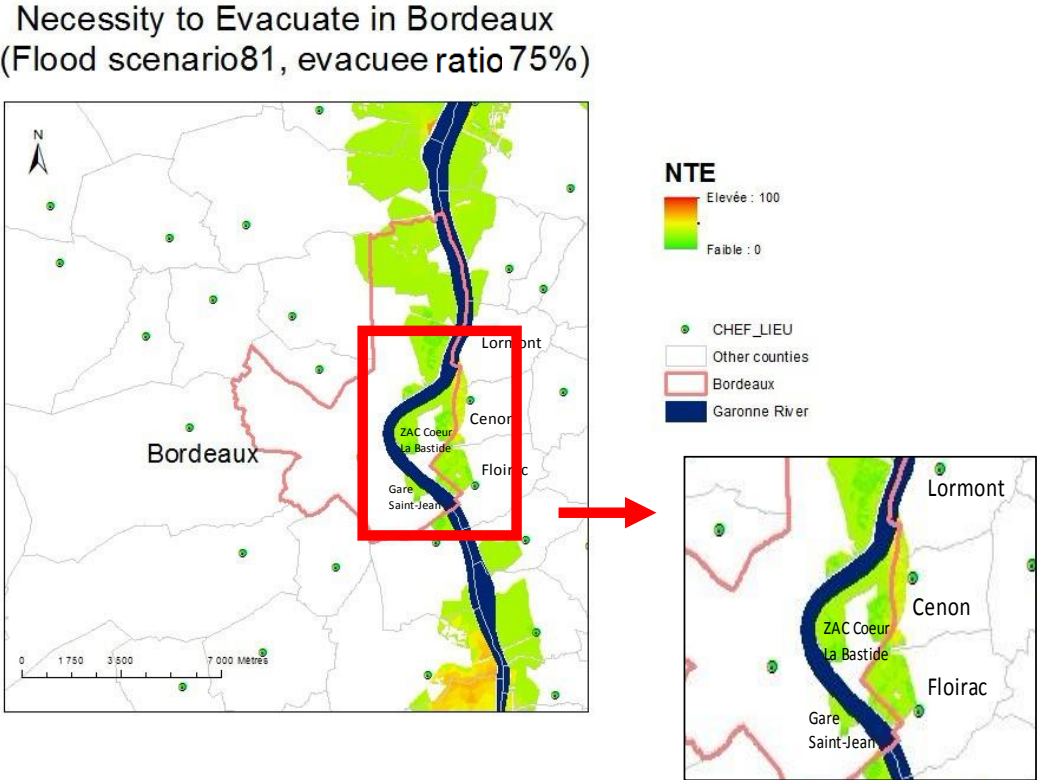 Necessity to Evacuate in Bordeaux
(Flood scenario81, evacuee ratio 75%)
N
NTE
Elevée : 100
Faible : 0
CHEF_LIEU
Other counties
Bordeaux
Garonne River
Lormont
Cenon
ZAC Coeur
La Bastide
Bordeaux
Floirac
Gare
Saint-Jean
0 1 750 3 500 7 000 Mètres
Lormont
Cenon
ZAC Coeur
La Bastide
Floirac
Gare
Saint-Jean